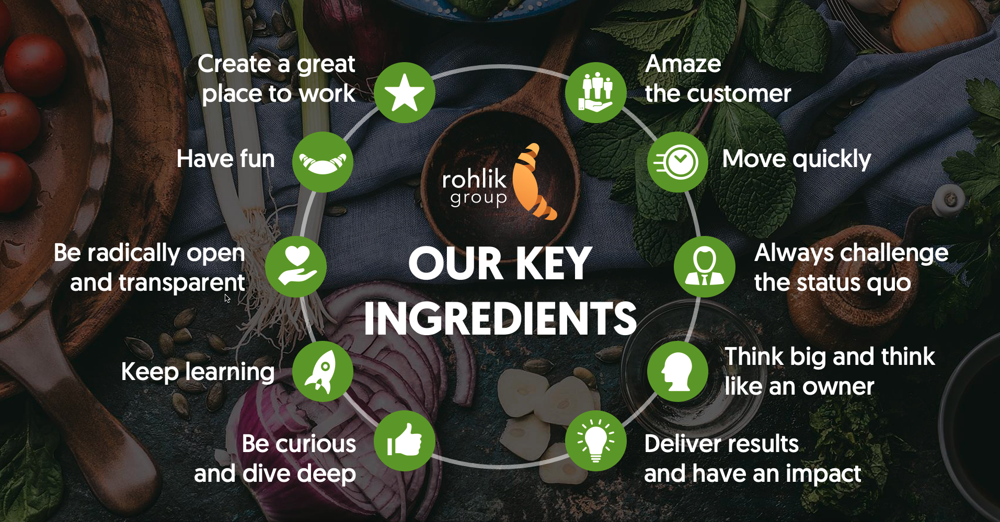 Create a great
place to work
Amaze
the customer
Have fun
Move quickly
rohlik
group
Be radically open
and transparent
OUR KEY
INGREDIENTS
Always challenge
the status quo
Keep learning
Think big and think
like an owner
Be curious
and dive deep
Deliver results
and have an impact